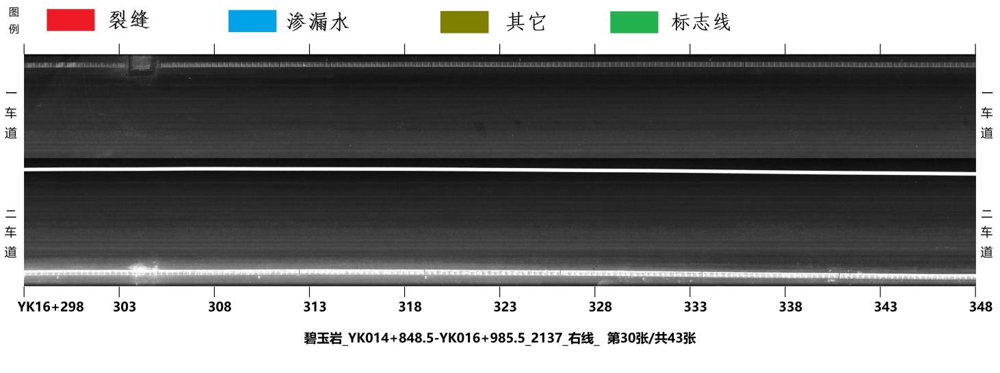 图例 裂缝 渗漏水 其它 标志线
一车道 一车道
二车道 二车道
YK16+298 303 308 313 318 323 328 333 338 343 348
碧玉岩_YK014+848.5-YK016+985.5_2137_右线_ 第30张/共43张